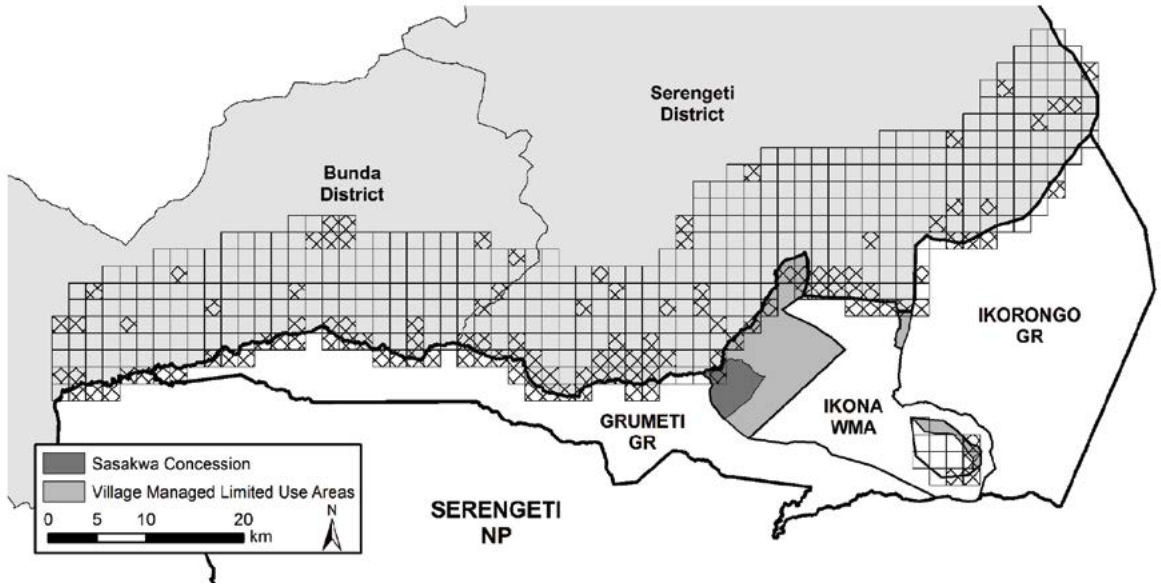 Serengeti
District
Bunda
District
IKORONGO
GR
IKONA
WMA
GRUMETI
GR
SERENGETI
NP
Sasakwa Concession
Village Managed Limited Use Areas
0 5 10 20
km
N